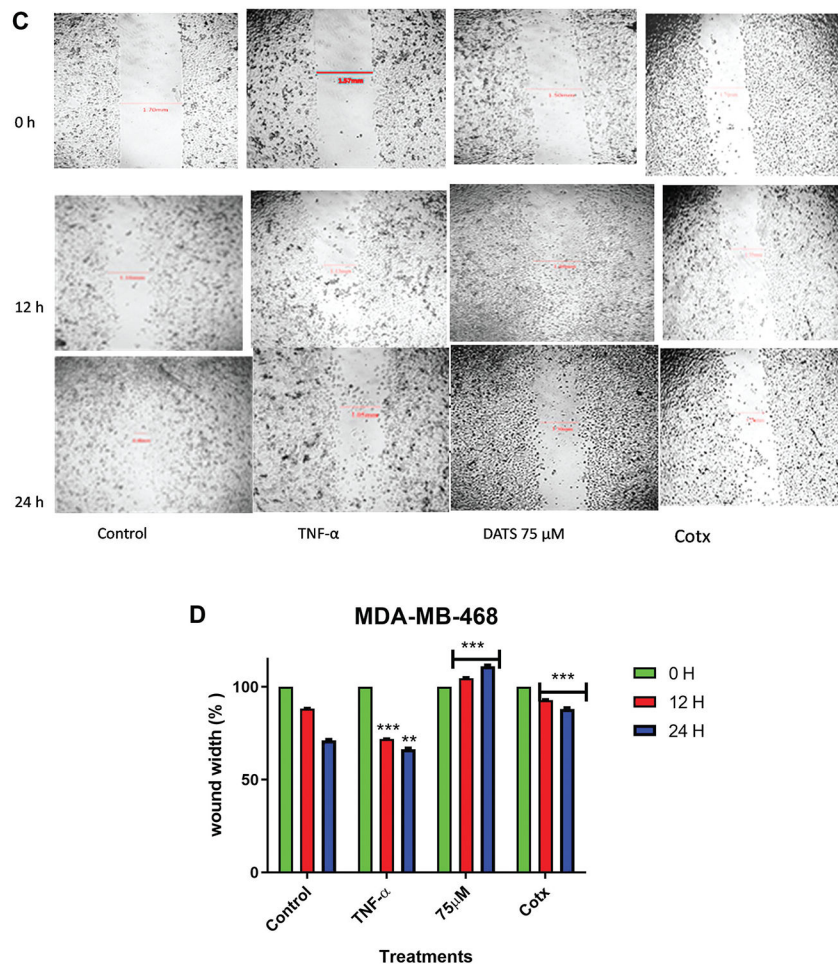 C
0 h
1.57mm
12 h
24 h
Control TNF-α DATS 75 µM Cotx
D
MDA-MB-468
***
***
***
**
0 H
12 H
24 H
100
50
0
wound width (% )
Control TNF-α 75µM Cotx
Treatments